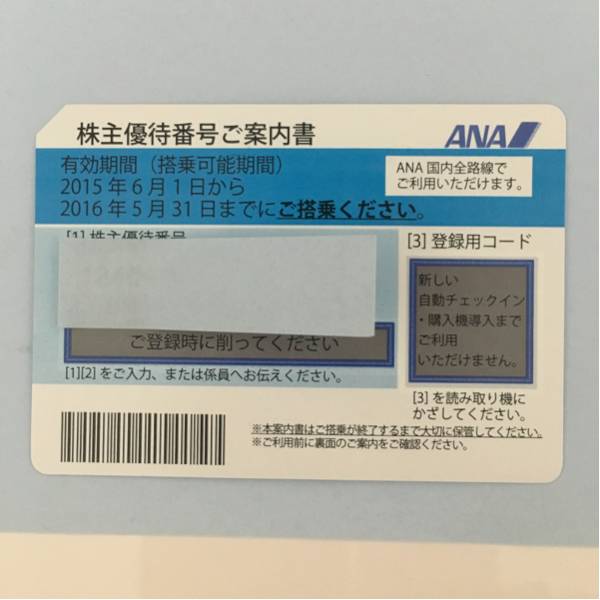 株主優待番号ご案内書
ANA
有効期間（搭乗可能期間）
2015年6月1日から
2016年5月31日までにご搭乗ください。
ANA国内全路線で
ご利用いただけます。
[1] 株主優待番号
ご登録時に削ってください
[1][2]をご入力、または係員へお伝えください。
[3] 登録用コード
新しい
自動チェックイン
・購入機導入まで
ご利用
いただけません。
[3]を読み取り機に
かざしてください。
※本案内書はご搭乗が終了するまで大切に保管してください。
※ご利用前に裏面のご案内をご確認ください。